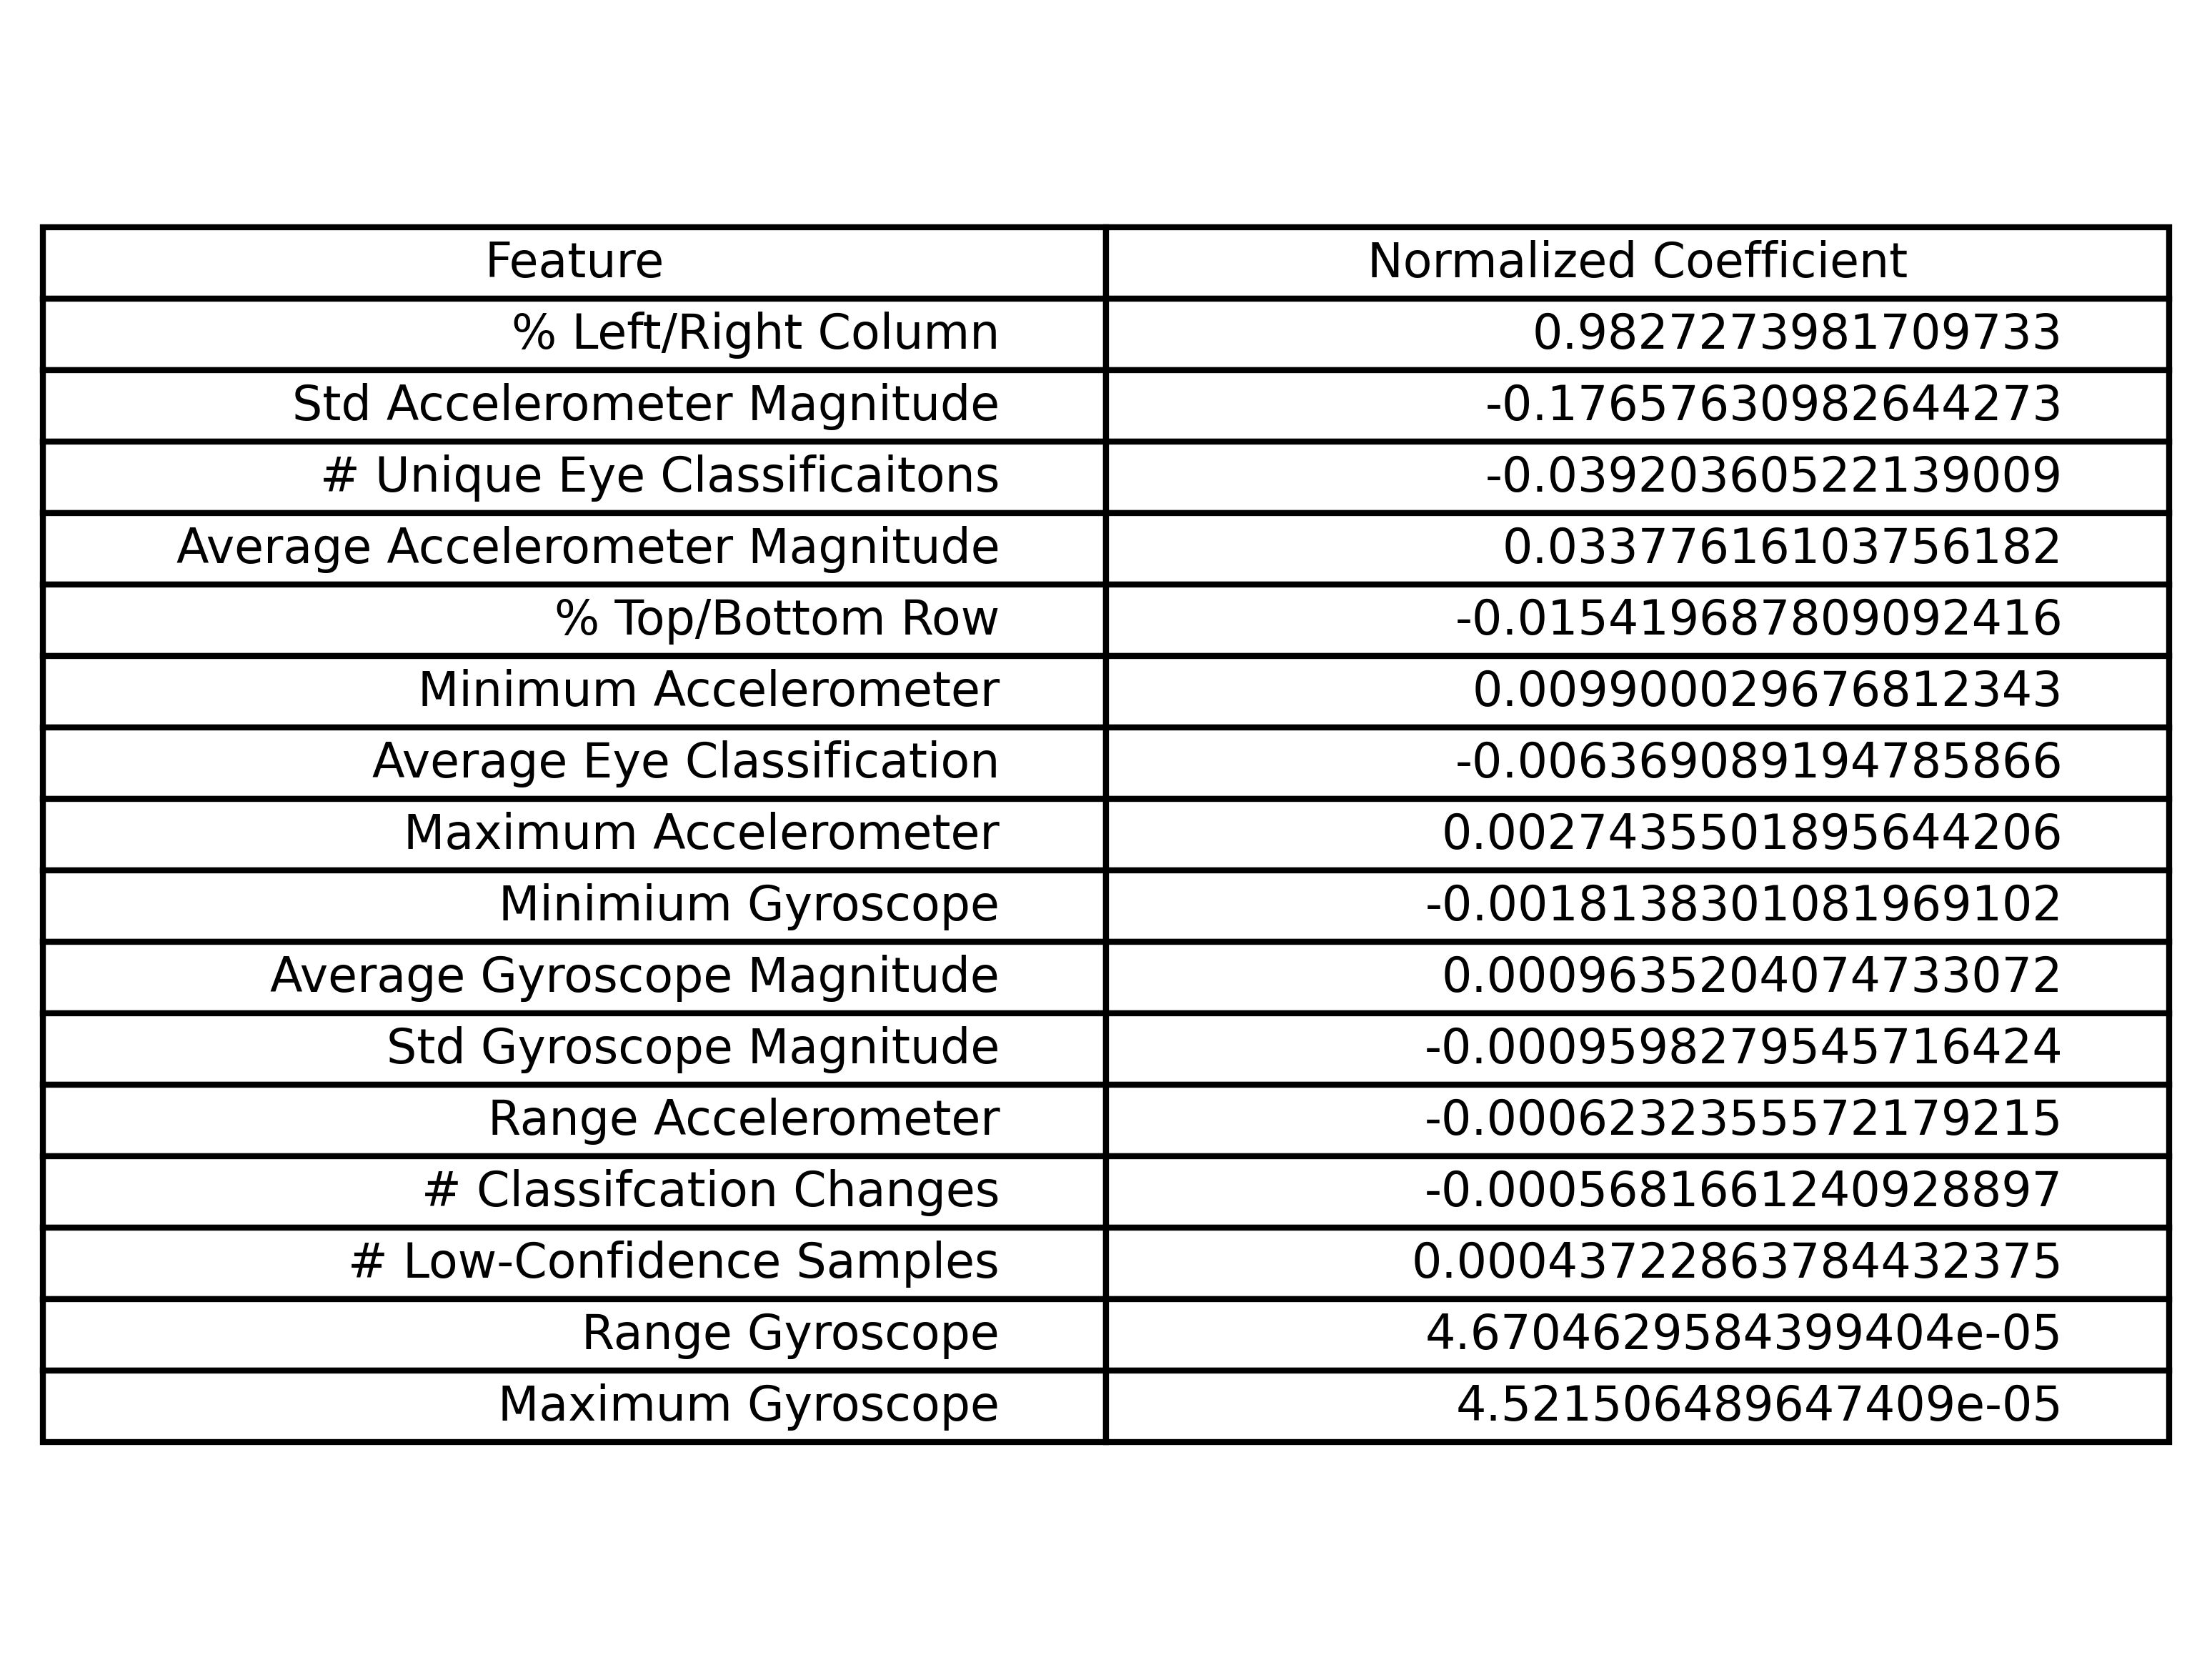 Feature Normalized Coefficient
% Left/Right Column 0.9827273981709733
Std Accelerometer Magnitude -0.17657630982644273
# Unique Eye Classificaitons -0.03920360522139009
Average Accelerometer Magnitude 0.03377616103756182
% Top/Bottom Row -0.015419687809092416
Minimum Accelerometer 0.009900029676812343
Average Eye Classification -0.006369089194785866
Maximum Accelerometer 0.0027435501895644206
Minimium Gyroscope -0.0018138301081969102
Average Gyroscope Magnitude 0.0009635204074733072
Std Gyroscope Magnitude -0.0009598279545716424
Range Accelerometer -0.0006232355572179215
# Classifcation Changes -0.0005681661240928897
# Low-Confidence Samples 0.00043722863784432375
Range Gyroscope 4.6704629584399404e-05
Maximum Gyroscope 4.521506489647409e-05